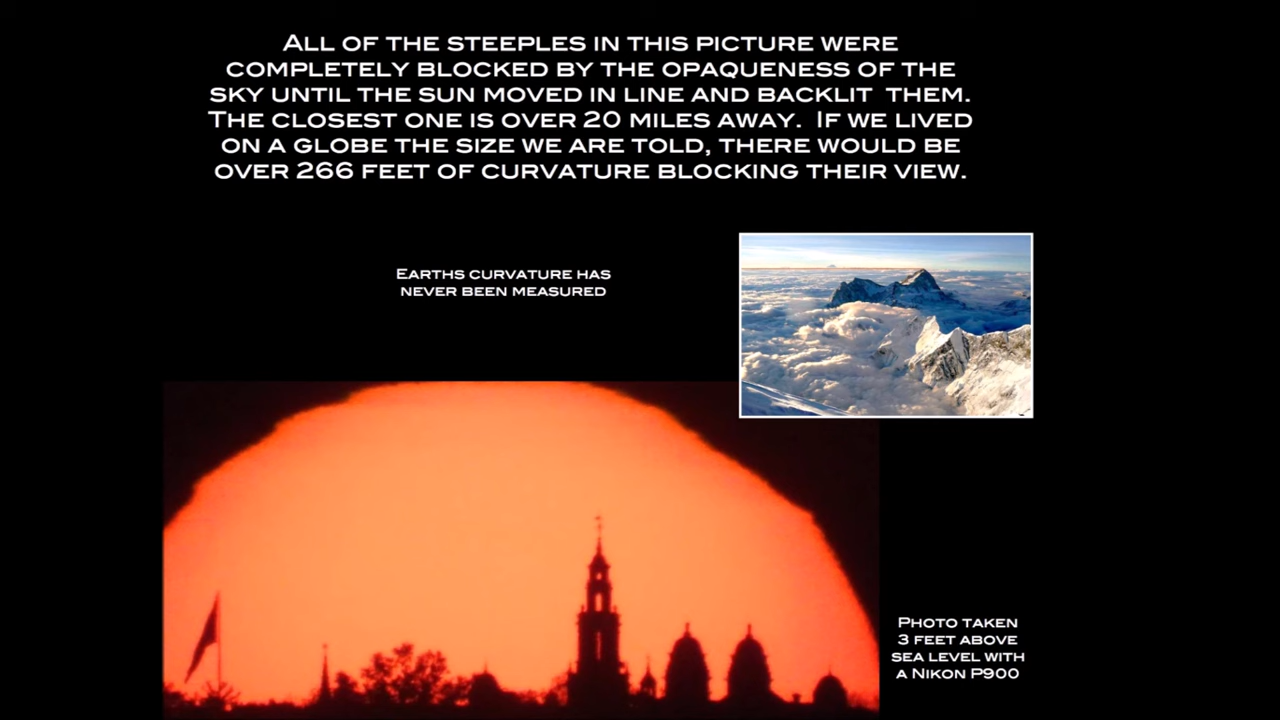 ALL OF THE STEEPLES IN THIS PICTURE WERE
COMPLETELY BLOCKED BY THE OPAQUENESS OF THE
SKY UNTIL THE SUN MOVED IN LINE AND BACKLIT THEM.
THE CLOSEST ONE IS OVER 20 MILES AWAY. IF WE LIVED
ON A GLOBE THE SIZE WE ARE TOLD, THERE WOULD BE
OVER 266 FEET OF CURVATURE BLOCKING THEIR VIEW.
EARTHS CURVATURE HAS
NEVER BEEN MEASURED
PHOTO TAKEN
3 FEET ABOVE
SEA LEVEL WITH
A NIKON P900